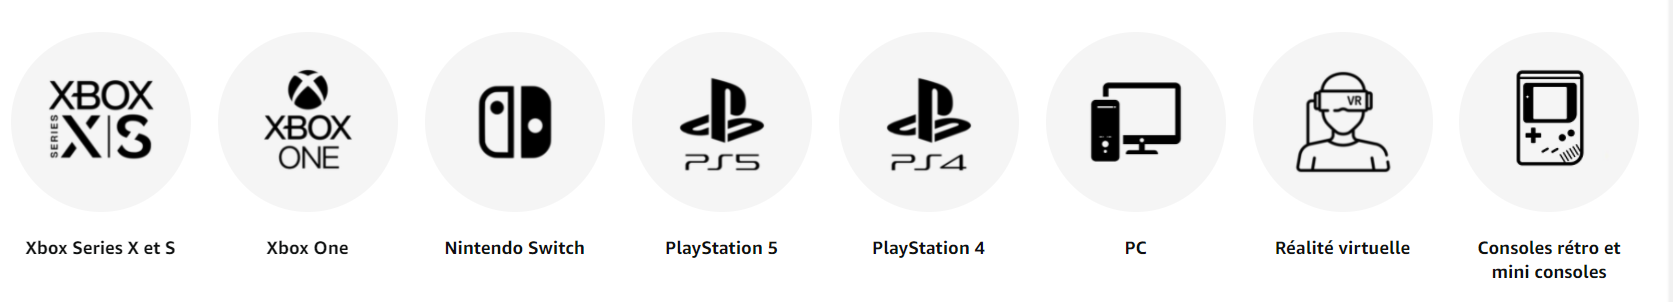 XBOX
SERIES X|S
XBOX
ONE
PS5
PS4
VR
Xbox Series X et S
Xbox One
Nintendo Switch
PlayStation 5
PlayStation 4
PC
Réalité virtuelle
Consoles rétro et
mini consoles